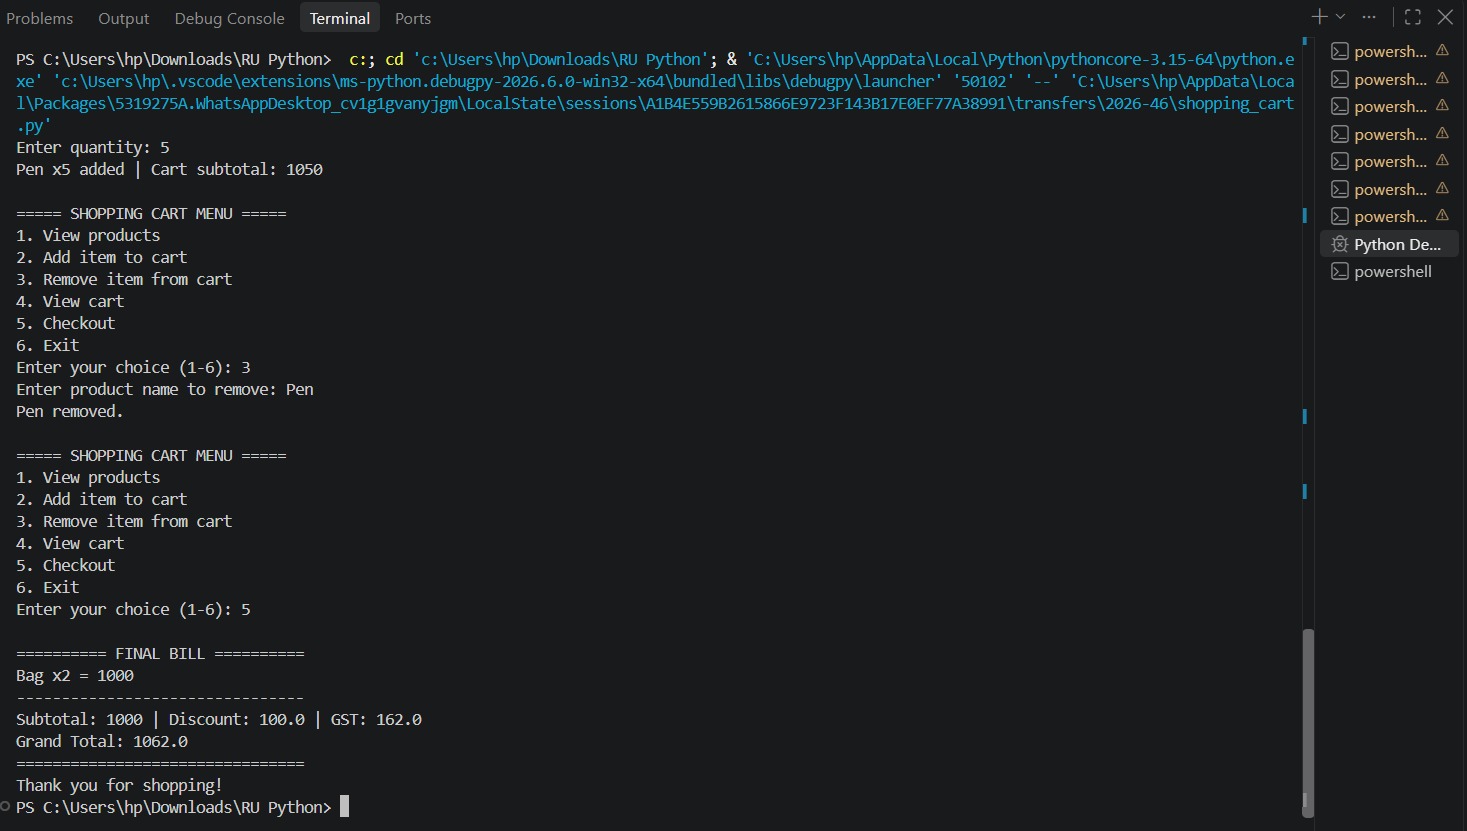 Problems Output Debug Console Terminal Ports
PS C:\Users\hp\Downloads\RU Python>  c:; cd 'c:\Users\hp\Downloads\RU Python'; & 'C:\Users\hp\AppData\Local\Python\pythoncore-3.15-64\python.e
xe' 'c:\Users\hp\.vscode\extensions\ms-python.debugpy-2026.6.0-win32-x64\bundled\libs\debugpy\launcher' '50102' '--' 'C:\Users\hp\AppData\Loca
l\Packages\5319275A.WhatsAppDesktop_cv1g1gvanyjgm\LocalState\sessions\A1B4E559B2615866E9723F143B17E0EF77A38991\transfers\2026-46\shopping_cart
.py'
Enter quantity: 5
Pen x5 added | Cart subtotal: 1050
===== SHOPPING CART MENU =====
1. View products
2. Add item to cart
3. Remove item from cart
4. View cart
5. Checkout
6. Exit
Enter your choice (1-6): 3
Enter product name to remove: Pen
Pen removed.
===== SHOPPING CART MENU =====
1. View products
2. Add item to cart
3. Remove item from cart
4. View cart
5. Checkout
6. Exit
Enter your choice (1-6): 5
========== FINAL BILL ==========
Bag x2 = 1000
--------------------------------
Subtotal: 1000 | Discount: 100.0 | GST: 162.0
Grand Total: 1062.0
================================
Thank you for shopping!
PS C:\Users\hp\Downloads\RU Python>
powersh...
powersh...
powersh...
powersh...
powersh...
powersh...
powersh...
Python De...
powershell